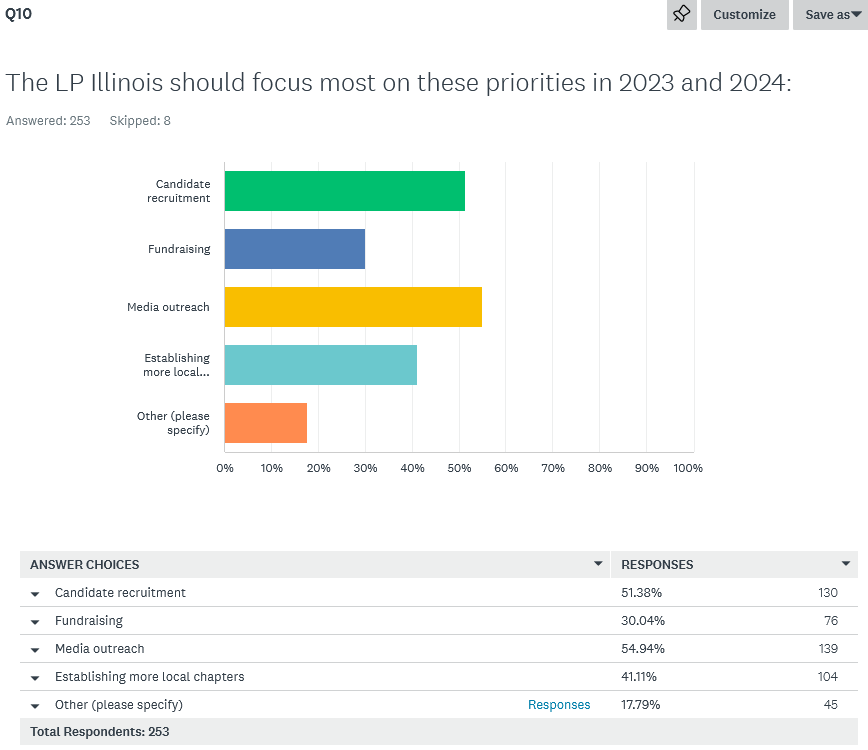 Q10
Customize
Save as
The LP Illinois should focus most on these priorities in 2023 and 2024:
Answered: 253 Skipped: 8
Candidate
recruitment
Fundraising
Media outreach
Establishing
more local...
Other (please
specify)
0% 10% 20% 30% 40% 50% 60% 70% 80% 90% 100%
ANSWER CHOICES RESPONSES
Candidate recruitment 51.38% 130
Fundraising 30.04% 76
Media outreach 54.94% 139
Establishing more local chapters 41.11% 104
Other (please specify) Responses 17.79% 45
Total Respondents: 253